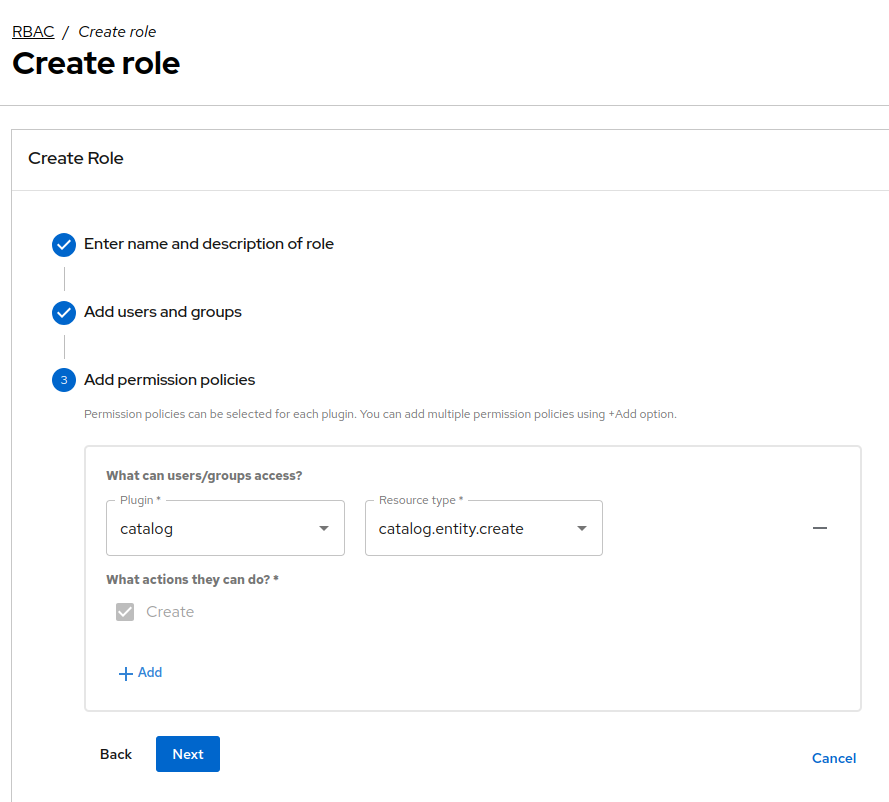 RBAC / Create role
Create role
Create Role
Enter name and description of role
Add users and groups
3 Add permission policies
Permission policies can be selected for each plugin. You can add multiple permission policies using +Add option.
What can users/groups access?
Plugin * Resource type *
catalog catalog.entity.create
What actions they can do? *
Create
+ Add
Back Next Cancel